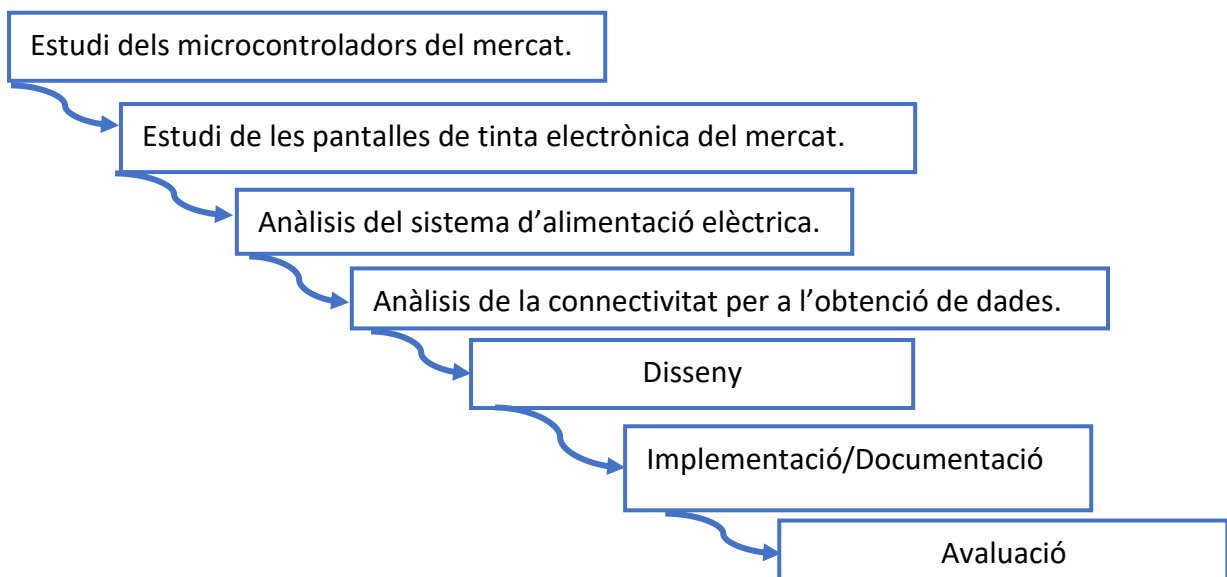 Estudi dels microcontroladors del mercat.
Estudi de les pantalles de tinta electrònica del mercat.
Anàlisis del sistema d’alimentació elèctrica.
Anàlisis de la connectivitat per a l’obtenció de dades.
Disseny
Implementació/Documentació
Avaluació